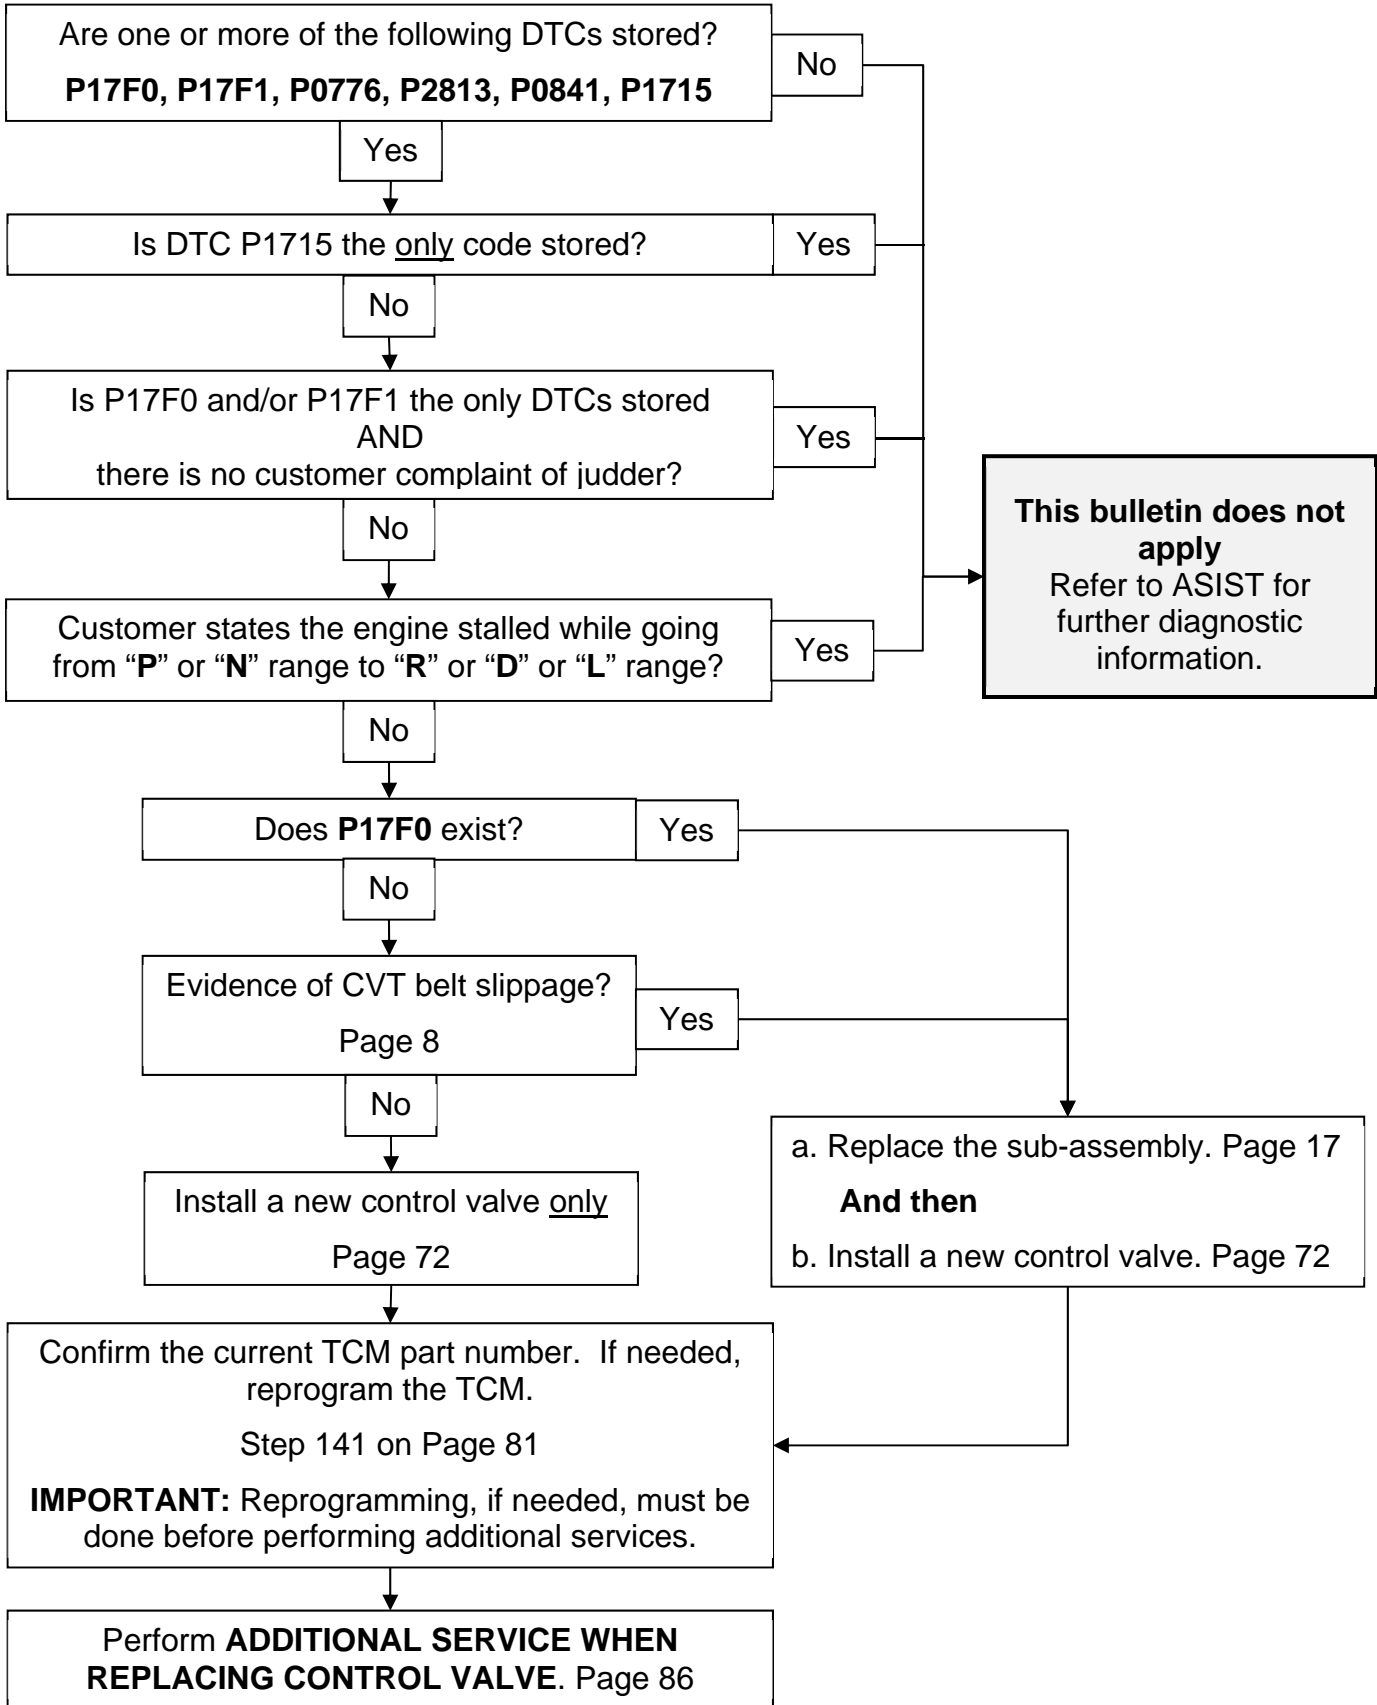 Are one or more of the following DTCs stored?
P17F0, P17F1, P0776, P2813, P0841, P1715
No
Yes
Is DTC P1715 the only code stored?
Yes
No
Is P17F0 and/or P17F1 the only DTCs stored
AND
there is no customer complaint of judder?
Yes
No
This bulletin does not
apply
Refer to ASIST for
further diagnostic
information.
Customer states the engine stalled while going
from “P” or “N” range to “R” or “D” or “L” range?
Yes
No
Does P17F0 exist?
Yes
No
Evidence of CVT belt slippage?
Page 8
Yes
No
a. Replace the sub-assembly. Page 17
And then
b. Install a new control valve. Page 72
Install a new control valve only
Page 72
Confirm the current TCM part number.  If needed,
reprogram the TCM.
Step 141 on Page 81
IMPORTANT: Reprogramming, if needed, must be
done before performing additional services.
Perform ADDITIONAL SERVICE WHEN
REPLACING CONTROL VALVE. Page 86